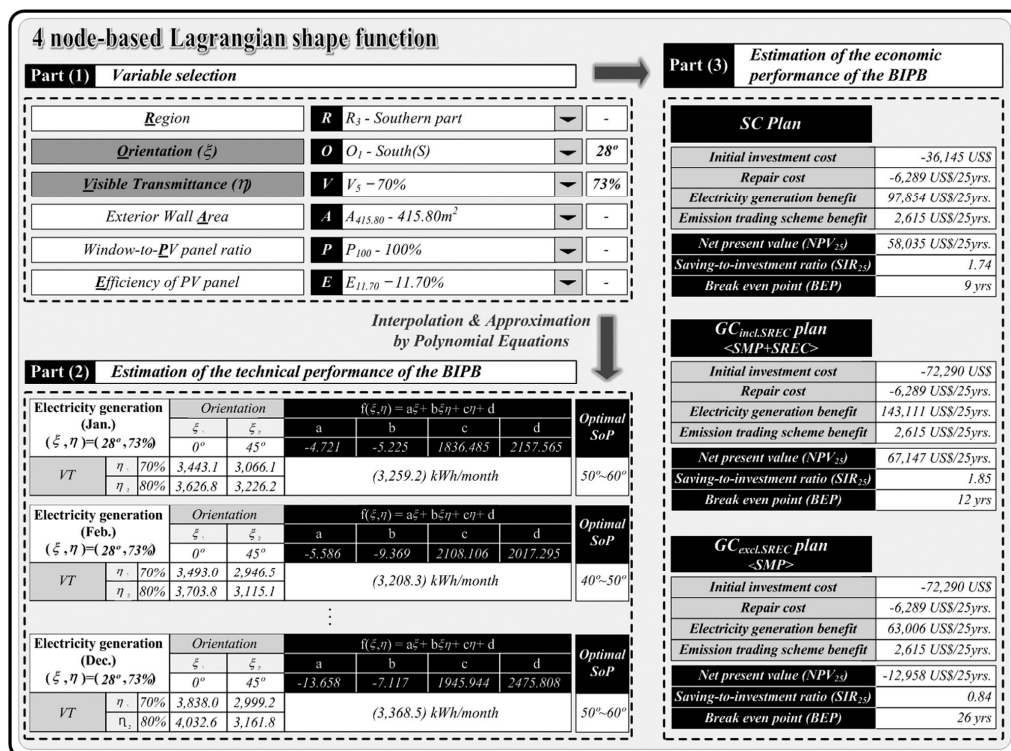 4 node-based Lagrangian shape function
Part (1) Variable selection
Region R R3 - Southern part -
Orientation (ξ) O O1 - South(S) 28º
Visible Transmittance (η) V V5 – 70% 73%
Exterior Wall Area A A415.80 - 415.80m2 -
Window-to-PV panel ratio P P100 - 100% -
Efficiency of PV panel E E11.70 – 11.70% -
Interpolation & Approximation
by Polynomial Equations
Part (2) Estimation of the technical performance of the BIPB
Electricity generation
(Jan.)
(ξ,η)=(28º,73%)
Orientation f(ξ,η) = aξ + bξη + cη + d Optimal
SoP
ξ1 ξ2 a b c d
0º 45º -4.721 -5.225 1836.485 2157.565
VT η1 70% 3,443.1 3,066.1 (3,259.2) kWh/month 50º~60º
η2 80% 3,626.8 3,226.2
Electricity generation
(Feb.)
(ξ,η)=(28º,73%)
Orientation f(ξ,η) = aξ + bξη + cη + d Optimal
SoP
ξ1 ξ2 a b c d
0º 45º -5.586 -9.369 2108.106 2017.295
VT η1 70% 3,493.0 2,946.5 (3,208.3) kWh/month 40º~50º
η2 80% 3,703.8 3,115.1
⋮
Electricity generation
(Dec.)
(ξ,η)=(28º,73%)
Orientation f(ξ,η) = aξ + bξη + cη + d Optimal
SoP
ξ1 ξ2 a b c d
0º 45º -13.658 -7.117 1945.944 2475.808
VT η1 70% 3,838.0 2,999.2 (3,368.5) kWh/month 50º~60º
η2 80% 4,032.6 3,161.8
Part (3) Estimation of the economic
performance of the BIPB
SC Plan
Initial investment cost -36,145 US$
Repair cost -6,289 US$/25yrs.
Electricity generation benefit 97,854 US$/25yrs.
Emission trading scheme benefit 2,615 US$/25yrs.
Net present value (NPV25) 58,035 US$/25yrs.
Saving-to-investment ratio (SIR25) 1.74
Break even point (BEP) 9 yrs
GCincl.SREC plan
<SMP+SREC>
Initial investment cost -72,290 US$
Repair cost -6,289 US$/25yrs.
Electricity generation benefit 143,111 US$/25yrs.
Emission trading scheme benefit 2,615 US$/25yrs.
Net present value (NPV25) 67,147 US$/25yrs.
Saving-to-investment ratio (SIR25) 1.85
Break even point (BEP) 12 yrs
GCexcl.SREC plan
<SMP>
Initial investment cost -72,290 US$
Repair cost -6,289 US$/25yrs.
Electricity generation benefit 63,006 US$/25yrs.
Emission trading scheme benefit 2,615 US$/25yrs.
Net present value (NPV25) -12,958 US$/25yrs.
Saving-to-investment ratio (SIR25) 0.84
Break even point (BEP) 26 yrs